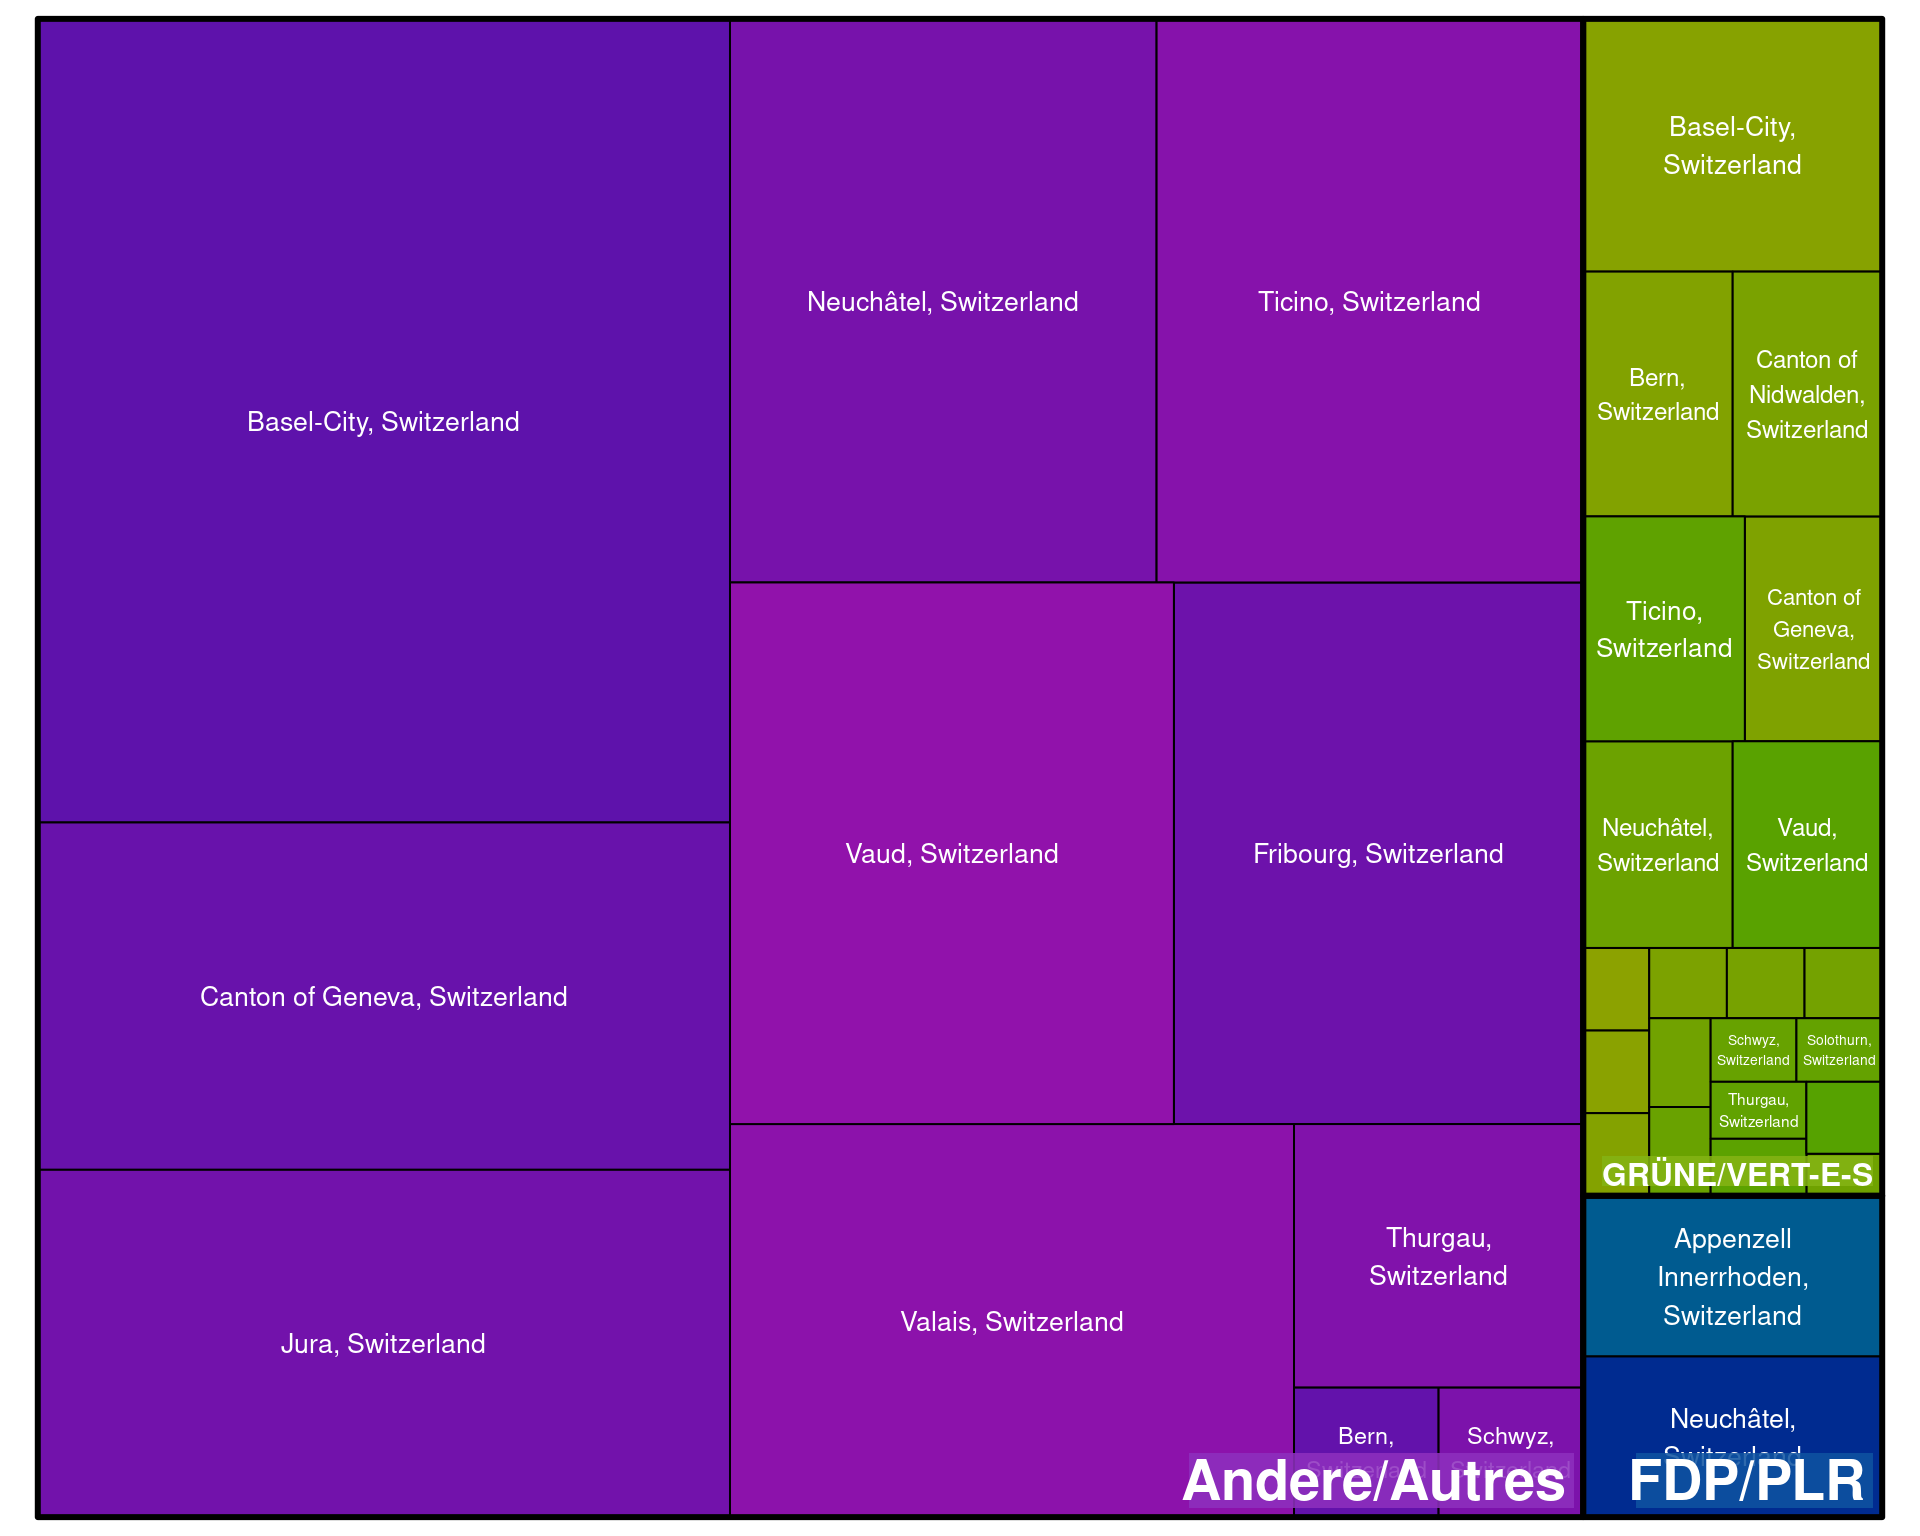 Basel-City, Switzerland
Canton of Geneva, Switzerland
Jura, Switzerland
Neuchâtel, Switzerland
Ticino, Switzerland
Vaud, Switzerland
Fribourg, Switzerland
Valais, Switzerland
Thurgau,
Switzerland
Bern,
Switzerland
Schwyz,
Switzerland
Andere/Autres
Basel-City,
Switzerland
Bern,
Switzerland
Canton of
Nidwalden,
Switzerland
Ticino,
Switzerland
Canton of
Geneva,
Switzerland
Neuchâtel,
Switzerland
Vaud,
Switzerland
Schwyz,
Switzerland
Solothurn,
Switzerland
Thurgau,
Switzerland
GRÜNE/VERT-E-S
Appenzell
Innerrhoden,
Switzerland
Neuchâtel,
Switzerland
FDP/PLR